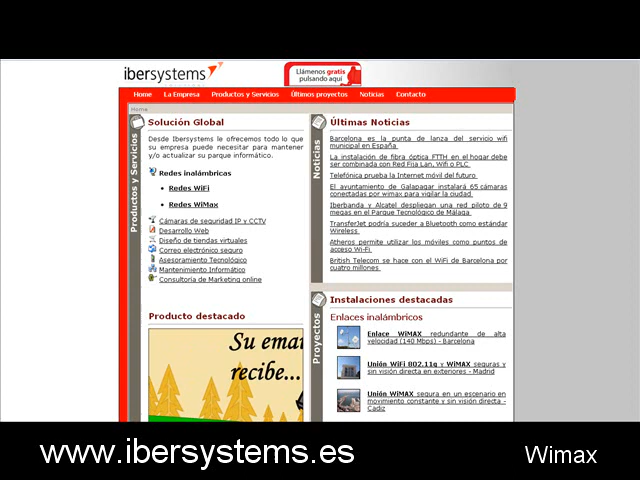 ibersystems
Llámenos gratis
pulsando aquí
Home La Empresa Productos y Servicios Últimos proyectos Noticias Contacto
Home
Productos y Servicios
Solución Global
Desde Ibersystems le ofrecemos todo lo que
su empresa puede necesitar para mantener
y/o actualizar su parque informático.
Redes inalámbricas
Redes WiFi
Redes WiMax
Cámaras de seguridad IP y CCTV
Desarrollo Web
Diseño de tiendas virtuales
Correo electrónico seguro
Asesoramiento Tecnológico
Mantenimiento Informático
Consultoría de Marketing online
Producto destacado
Su emai
recibe...
Noticias
Últimas Noticias
Barcelona es la punta de lanza del servicio wifi
municipal en España
La instalación de fibra óptica FTTH en el hogar debe
ser combinada con Red Fija Lan, Wifi o PLC
Telefónica prueba la Internet móvil del futuro
El ayuntamiento de Galapagar instalará 65 cámaras
conectadas por wimax para vigilar la ciudad
Iberbanda y Alcatel despliegan una red piloto de 9
megas en el Parque Tecnológico de Málaga
TransferJet podría suceder a Bluetooth como estándar
Wireless
Atheros permite utilizar los móviles como puntos de
acceso Wi-Fi
British Telecom se hace con el WiFi de Barcelona por
cuatro millones
Proyectos
Instalaciones destacadas
Enlaces inalámbricos
Enlace WiMAX redundante de alta
velocidad (140 Mbps) - Barcelona
Unión WiFi 802.11g y WiMAX seguras y
sin visión directa en exteriores - Madrid
Unión WiMAX segura en un escenario en
movimiento constante y sin visión directa -
Cadiz
www.ibersystems.es
Wimax